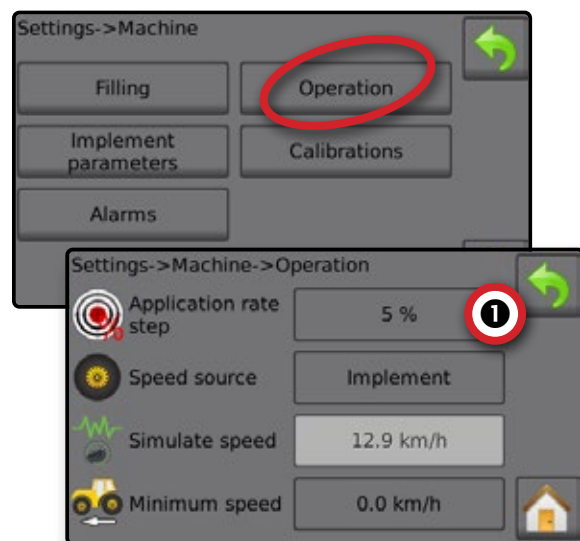 Settings->Machine
Filling
Operation
Implement
parameters
Calibrations
Alarms
Settings->Machine->Operation
Application rate
step
5 %
1
Speed source
Implement
Simulate speed
12.9 km/h
Minimum speed
0.0 km/h